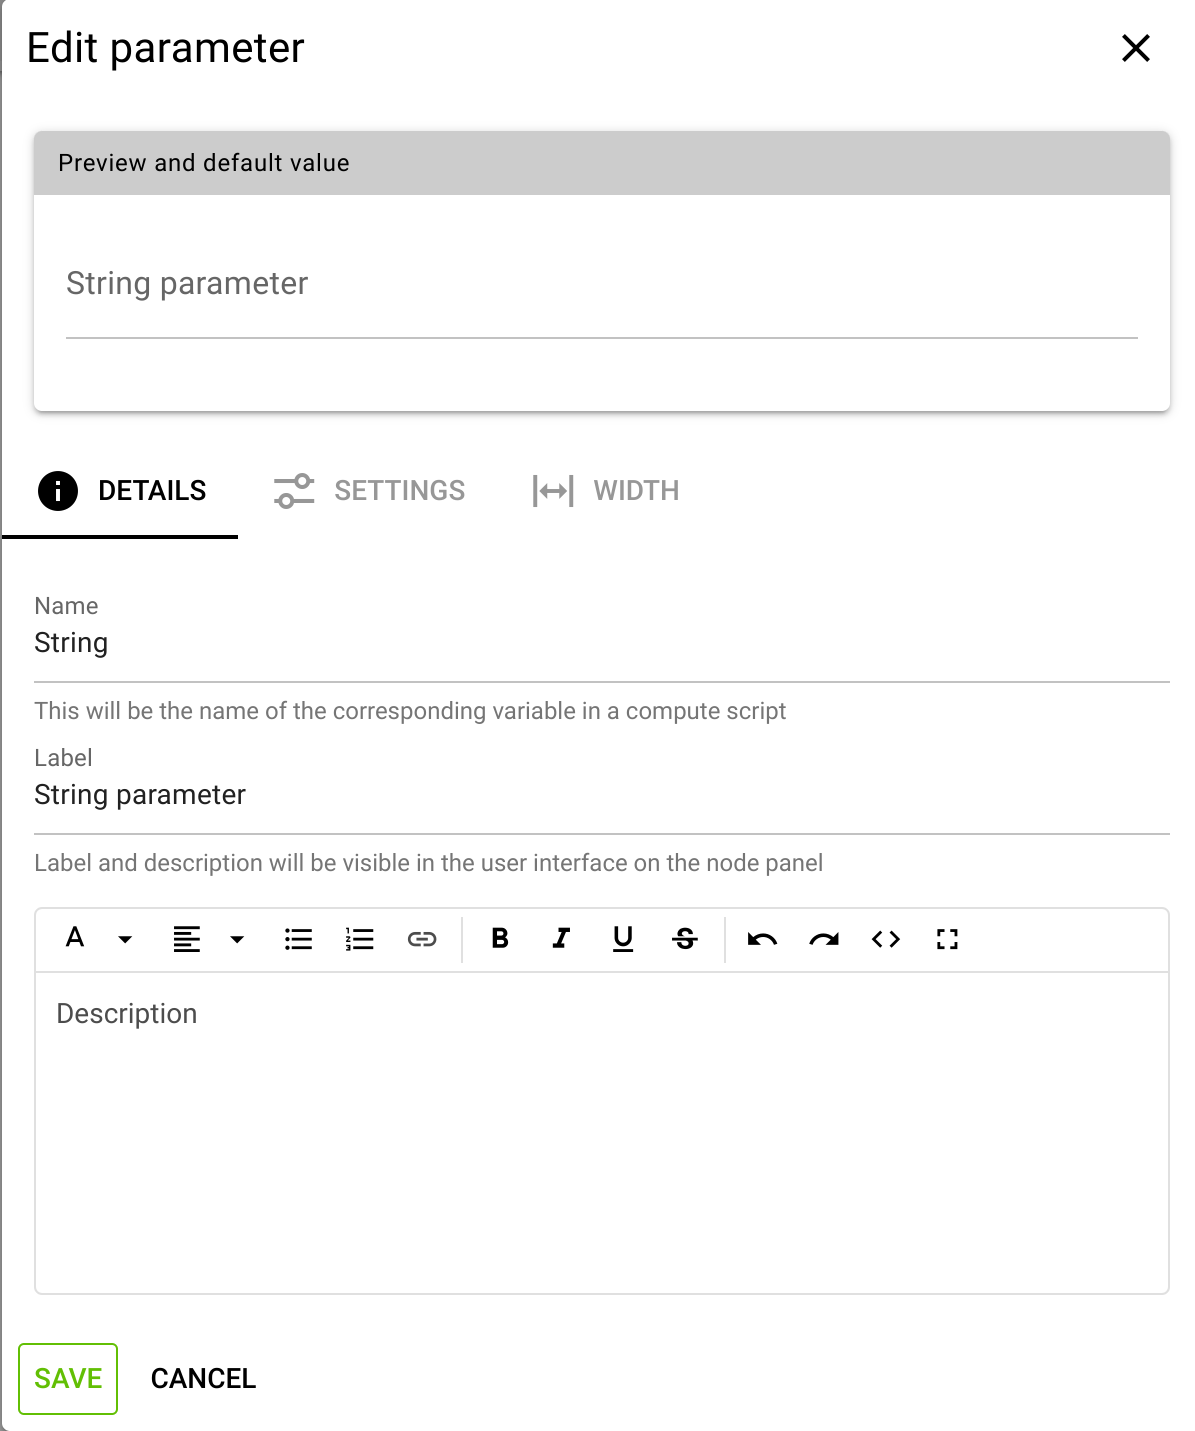 Edit parameter
Preview and default value
String parameter
DETAILS SETTINGS WIDTH
Name
String
This will be the name of the corresponding variable in a compute script
Label
String parameter
Label and description will be visible in the user interface on the node panel
Description
SAVE CANCEL